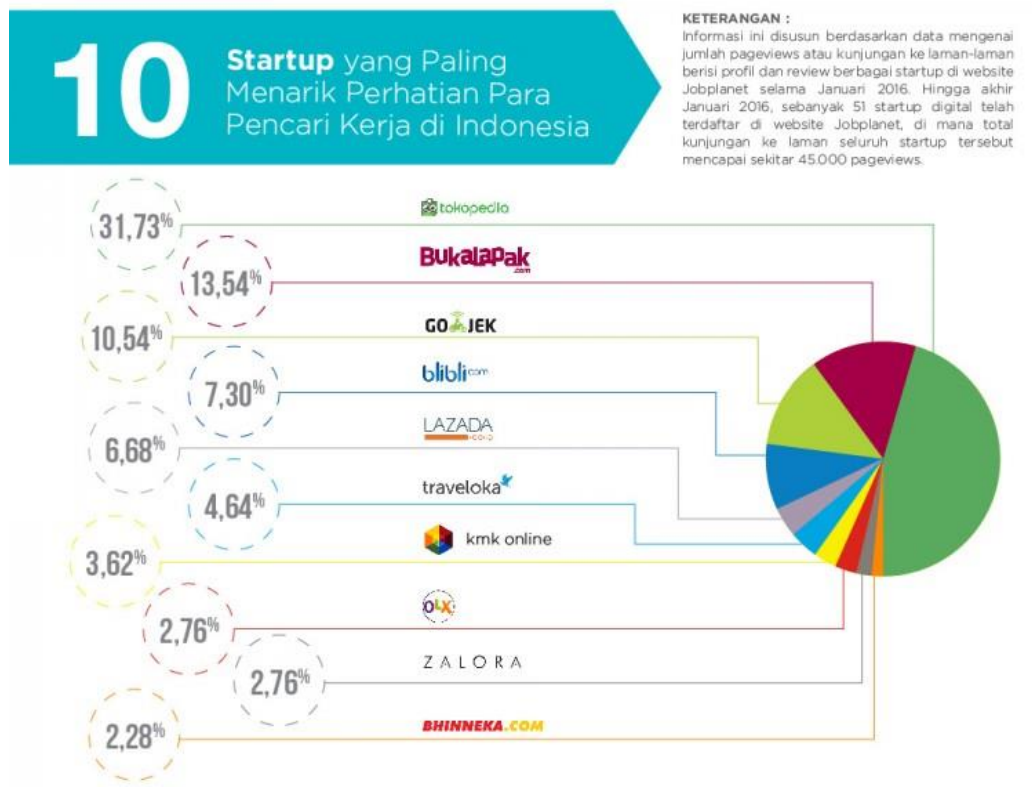 10
Startup yang Paling
Menarik Perhatian Para
Pencari Kerja di Indonesia
KETERANGAN :
Informasi ini disusun berdasarkan data mengenai
jumlah pageviews atau kunjungan ke laman-laman
berisi profil dan review berbagai startup di website
Jobplanet selama Januari 2016. Hingga akhir
Januari 2016, sebanyak 51 startup digital telah
terdaftar di website Jobplanet, di mana total
kunjungan ke laman seluruh startup tersebut
mencapai sekitar 45.000 pageviews.
31,73% tokopedia
13,54% BukalaPak .com
10,54% GO-JEK
7,30% blibli.com
6,68% LAZADA
4,64% traveloka
3,62% kmk online
2,76% OLX
2,76% ZALORA
2,28% BHINNEKA.COM